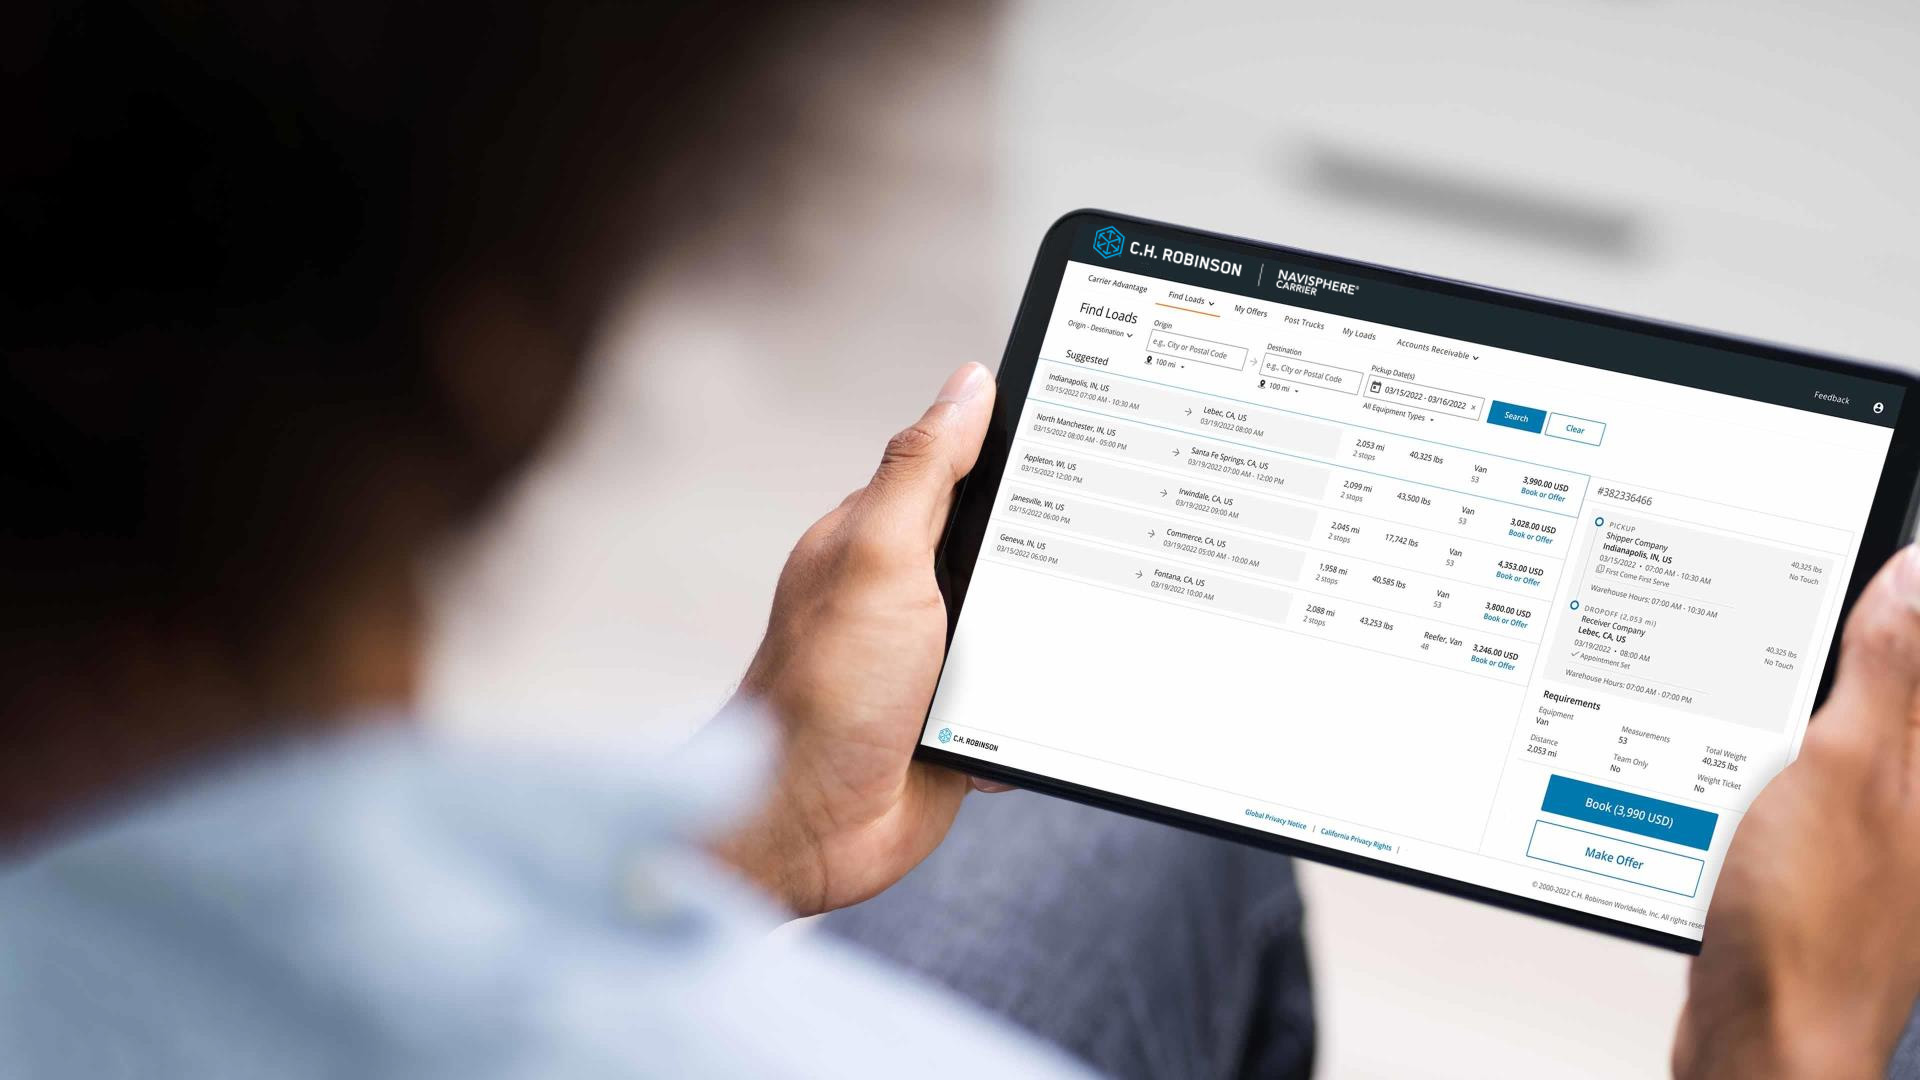 C.H. ROBINSON | NAVISPHERE® CARRIER
Carrier Advantage
Find Loads
My Offers
Post Trucks
My Loads
Accounts Receivable
Feedback
Find Loads
Origin - Destination
Origin
e.g., City or Postal Code
100 mi
Destination
e.g., City or Postal Code
100 mi
Pickup Date(s)
03/15/2022 - 03/16/2022 ×
All Equipment Types
Search
Clear
Suggested
Indianapolis, IN, US
03/15/2022 07:00 AM - 10:30 AM
→
Lebec, CA, US
03/19/2022 08:00 AM
2,053 mi
2 stops
40,325 lbs
Van
53
3,990.00 USD
Book or Offer
North Manchester, IN, US
03/15/2022 08:00 AM - 05:00 PM
→
Santa Fe Springs, CA, US
03/19/2022 07:00 AM - 12:00 PM
2,099 mi
2 stops
43,500 lbs
Van
53
3,028.00 USD
Book or Offer
Appleton, WI, US
03/15/2022 12:00 PM
→
Irwindale, CA, US
03/19/2022 09:00 AM
2,045 mi
2 stops
17,742 lbs
Van
53
4,353.00 USD
Book or Offer
Janesville, WI, US
03/15/2022 06:00 PM
→
Commerce, CA, US
03/19/2022 05:00 AM - 10:00 AM
1,958 mi
2 stops
40,585 lbs
Van
53
3,800.00 USD
Book or Offer
Geneva, IN, US
03/15/2022 06:00 PM
→
Fontana, CA, US
03/19/2022 10:00 AM
2,088 mi
2 stops
43,253 lbs
Reefer, Van
48
3,246.00 USD
Book or Offer
#382336466
PICKUP
Shipper Company
Indianapolis, IN, US
03/15/2022 • 07:00 AM - 10:30 AM
First Come First Serve
40,325 lbs
No Touch
Warehouse Hours: 07:00 AM - 10:30 AM
DROPOFF (2,053 mi)
Receiver Company
Lebec, CA, US
03/19/2022 • 08:00 AM
Appointment Set
40,325 lbs
No Touch
Warehouse Hours: 07:00 AM - 07:00 PM
Requirements
Equipment
Van
Measurements
53
Total Weight
40,325 lbs
Distance
2,053 mi
Team Only
No
Weight Ticket
No
Book (3,990 USD)
Make Offer
C.H. ROBINSON
Global Privacy Notice | California Privacy Rights |
© 2000-2022 C.H. Robinson Worldwide, Inc. All rights reser